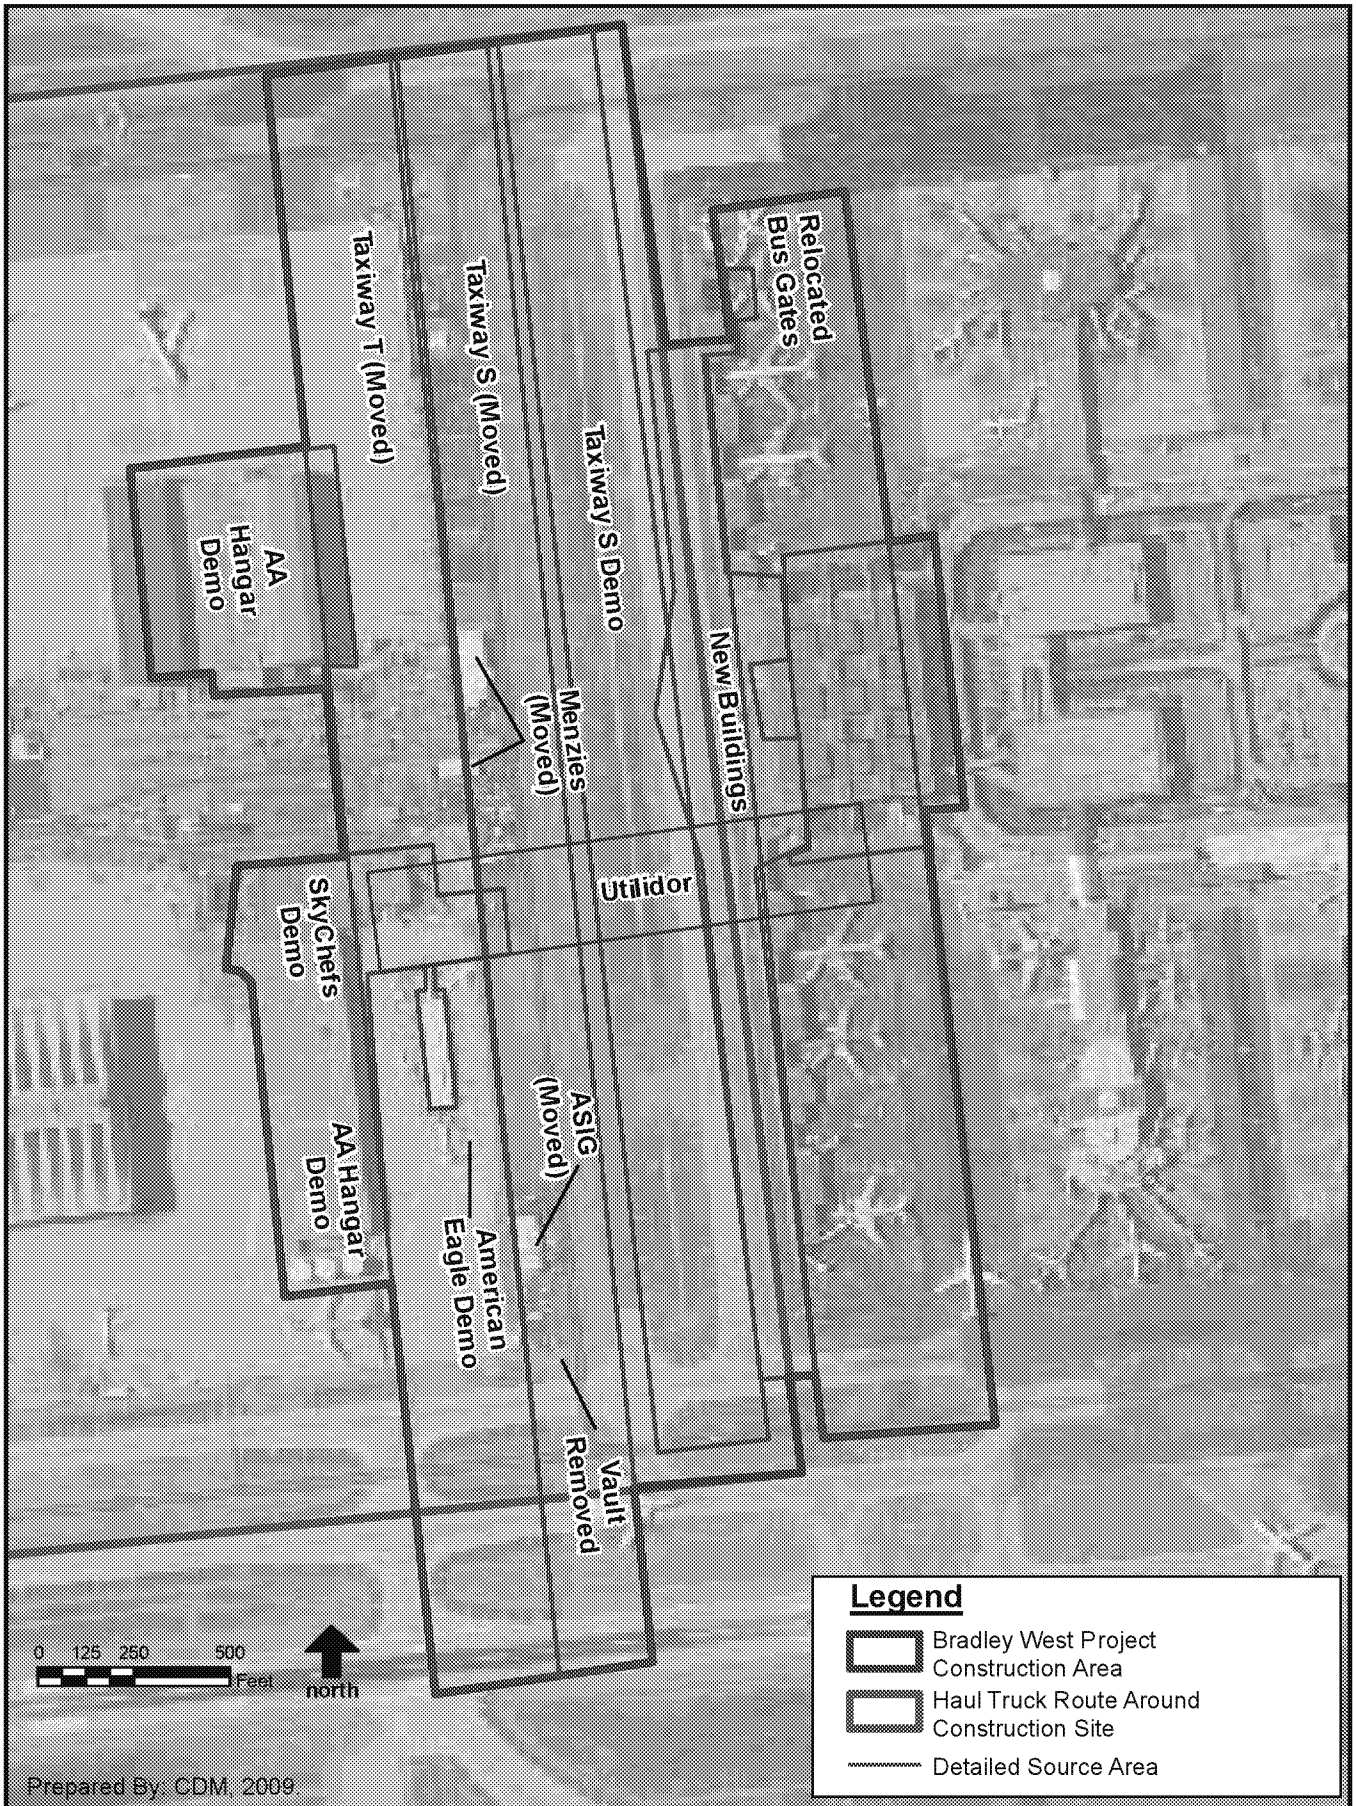 Relocated
Bus Gates
Taxiway T (Moved)
Taxiway S (Moved)
Taxiway S Demo
AA
Hangar
Demo
New Buildings
Menzies
(Moved)
Utilidor
SkyChefs
Demo
ASIG
(Moved)
AA Hangar
Demo
American
Eagle Demo
Vault
Removed
Legend
Bradley West Project
Construction Area
Haul Truck Route Around
Construction Site
Detailed Source Area
0 125 250 500
Feet
north
Prepared By: CDM, 2009.